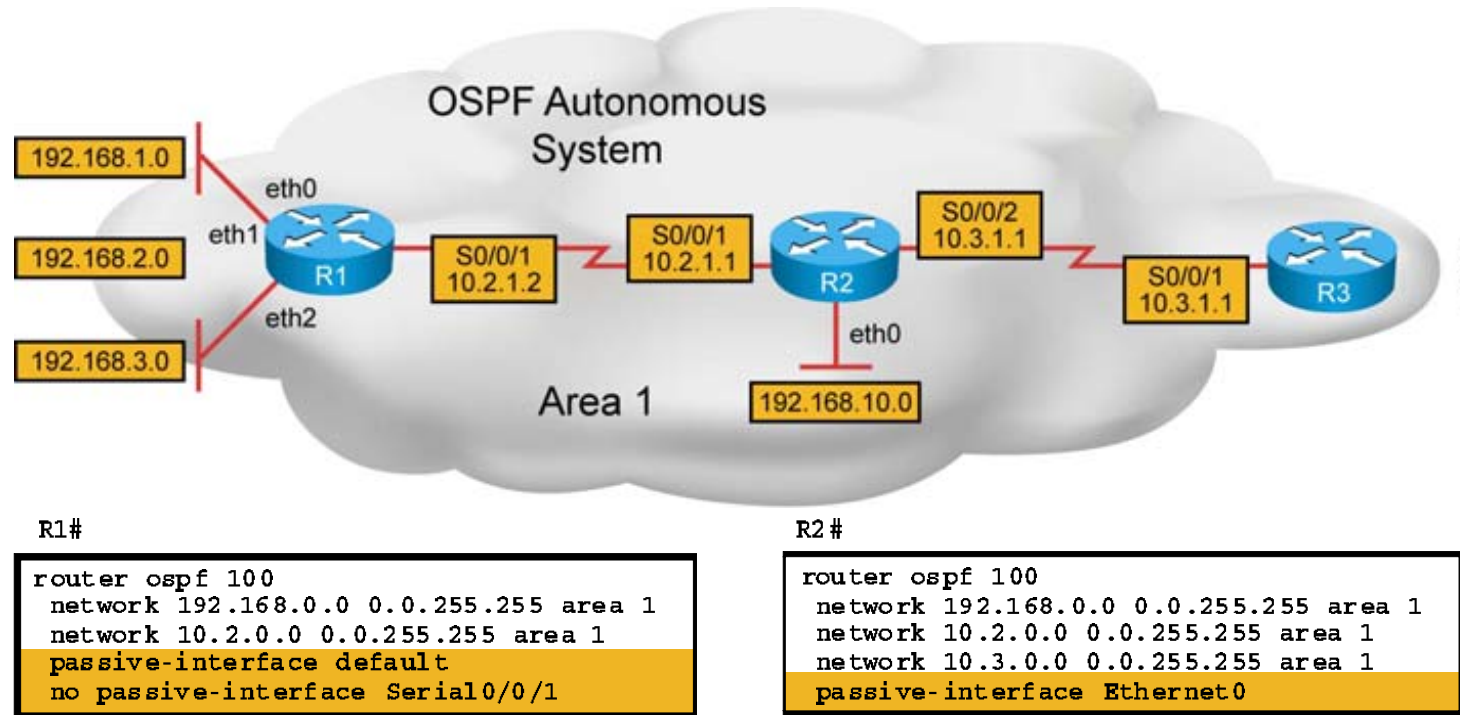 OSPF Autonomous
System
192.168.1.0
eth0
eth1
192.168.2.0
R1
S0/0/1
10.2.1.2
S0/0/1
10.2.1.1
R2
S0/0/2
10.3.1.1
S0/0/1
10.3.1.1
R3
eth2
192.168.3.0
eth0
Area 1
192.168.10.0
R1#
router ospf 100
network 192.168.0.0 0.0.255.255 area 1
network 10.2.0.0 0.0.255.255 area 1
passive-interface default
no passive-interface Serial0/0/1
R2#
router ospf 100
network 192.168.0.0 0.0.255.255 area 1
network 10.2.0.0 0.0.255.255 area 1
network 10.3.0.0 0.0.255.255 area 1
passive-interface Ethernet0